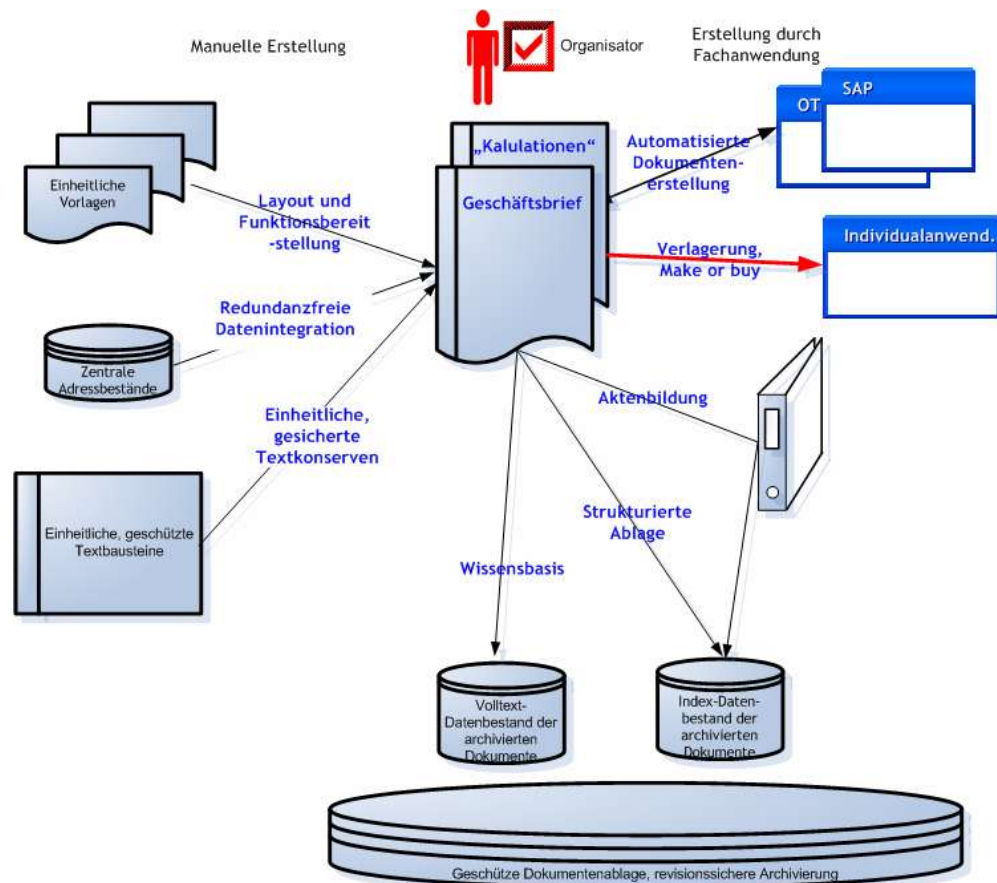 Manuelle Erstellung
Organisator
Erstellung durch
Fachanwendung
Einheitliche
Vorlagen
Layout und
Funktionsbereit
-stellung
„Kalulationen“
Geschäftsbrief
Automatisierte
Dokumenten-
erstellung
OT
SAP
Verlagerung,
Make or buy
Individualanwend.
Redundanzfreie
Datenintegration
Zentrale
Adressbestände
Einheitliche,
gesicherte
Textkonserven
Einheitliche, geschützte
Textbausteine
Aktenbildung
Strukturierte
Ablage
Wissensbasis
Volltext-
Datenbestand der
archivierten
Dokumente
Index-Daten-
bestand der
archivierten
Dokumente
Geschütze Dokumentenablage, revisionssichere Archivierung